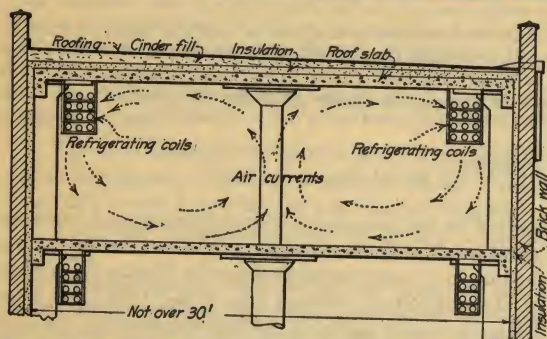 Roofing Cinder fill Insulation Roof slab
Refrigerating coils Refrigerating coils
Air currents
Not over 30'
Insulation
Brick wall